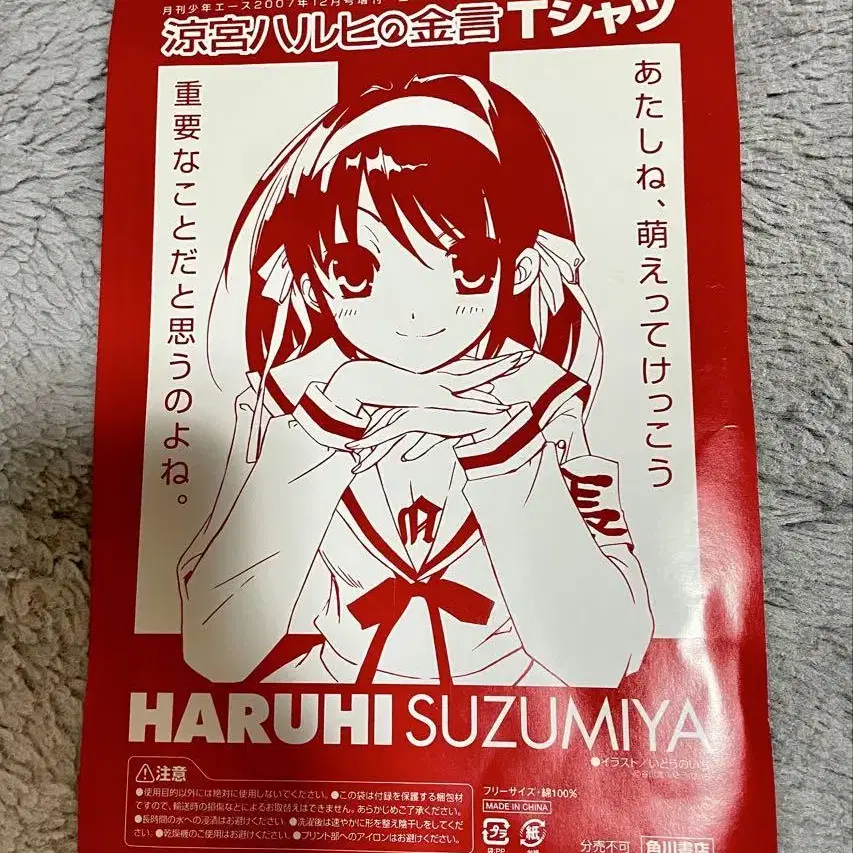 月刊少年エース2007年12月号増刊
涼宮ハルヒの金言Tシャツ
あたしね、萌えってけっこう
重要なことだと思うのよね。
HARUHI SUZUMIYA
●イラスト/いとうのいぢ
⚠注意
●使用目的以外には絶対に使用しないでください。●この袋は付録を保護する梱包材
ですので、輸送時の損傷などによるお取替えはできません。あらかじめご了承ください。
●長時間の水への浸漬はお避けください。●洗濯後は速やかに形を整え陰干しをしてくだ
さい。●乾燥機のご使用はお避けください。●プリント部へのアイロンはお避けください。
フリーサイズ・綿100%
MADE IN CHINA
プラ 紙
分売不可 角川書店